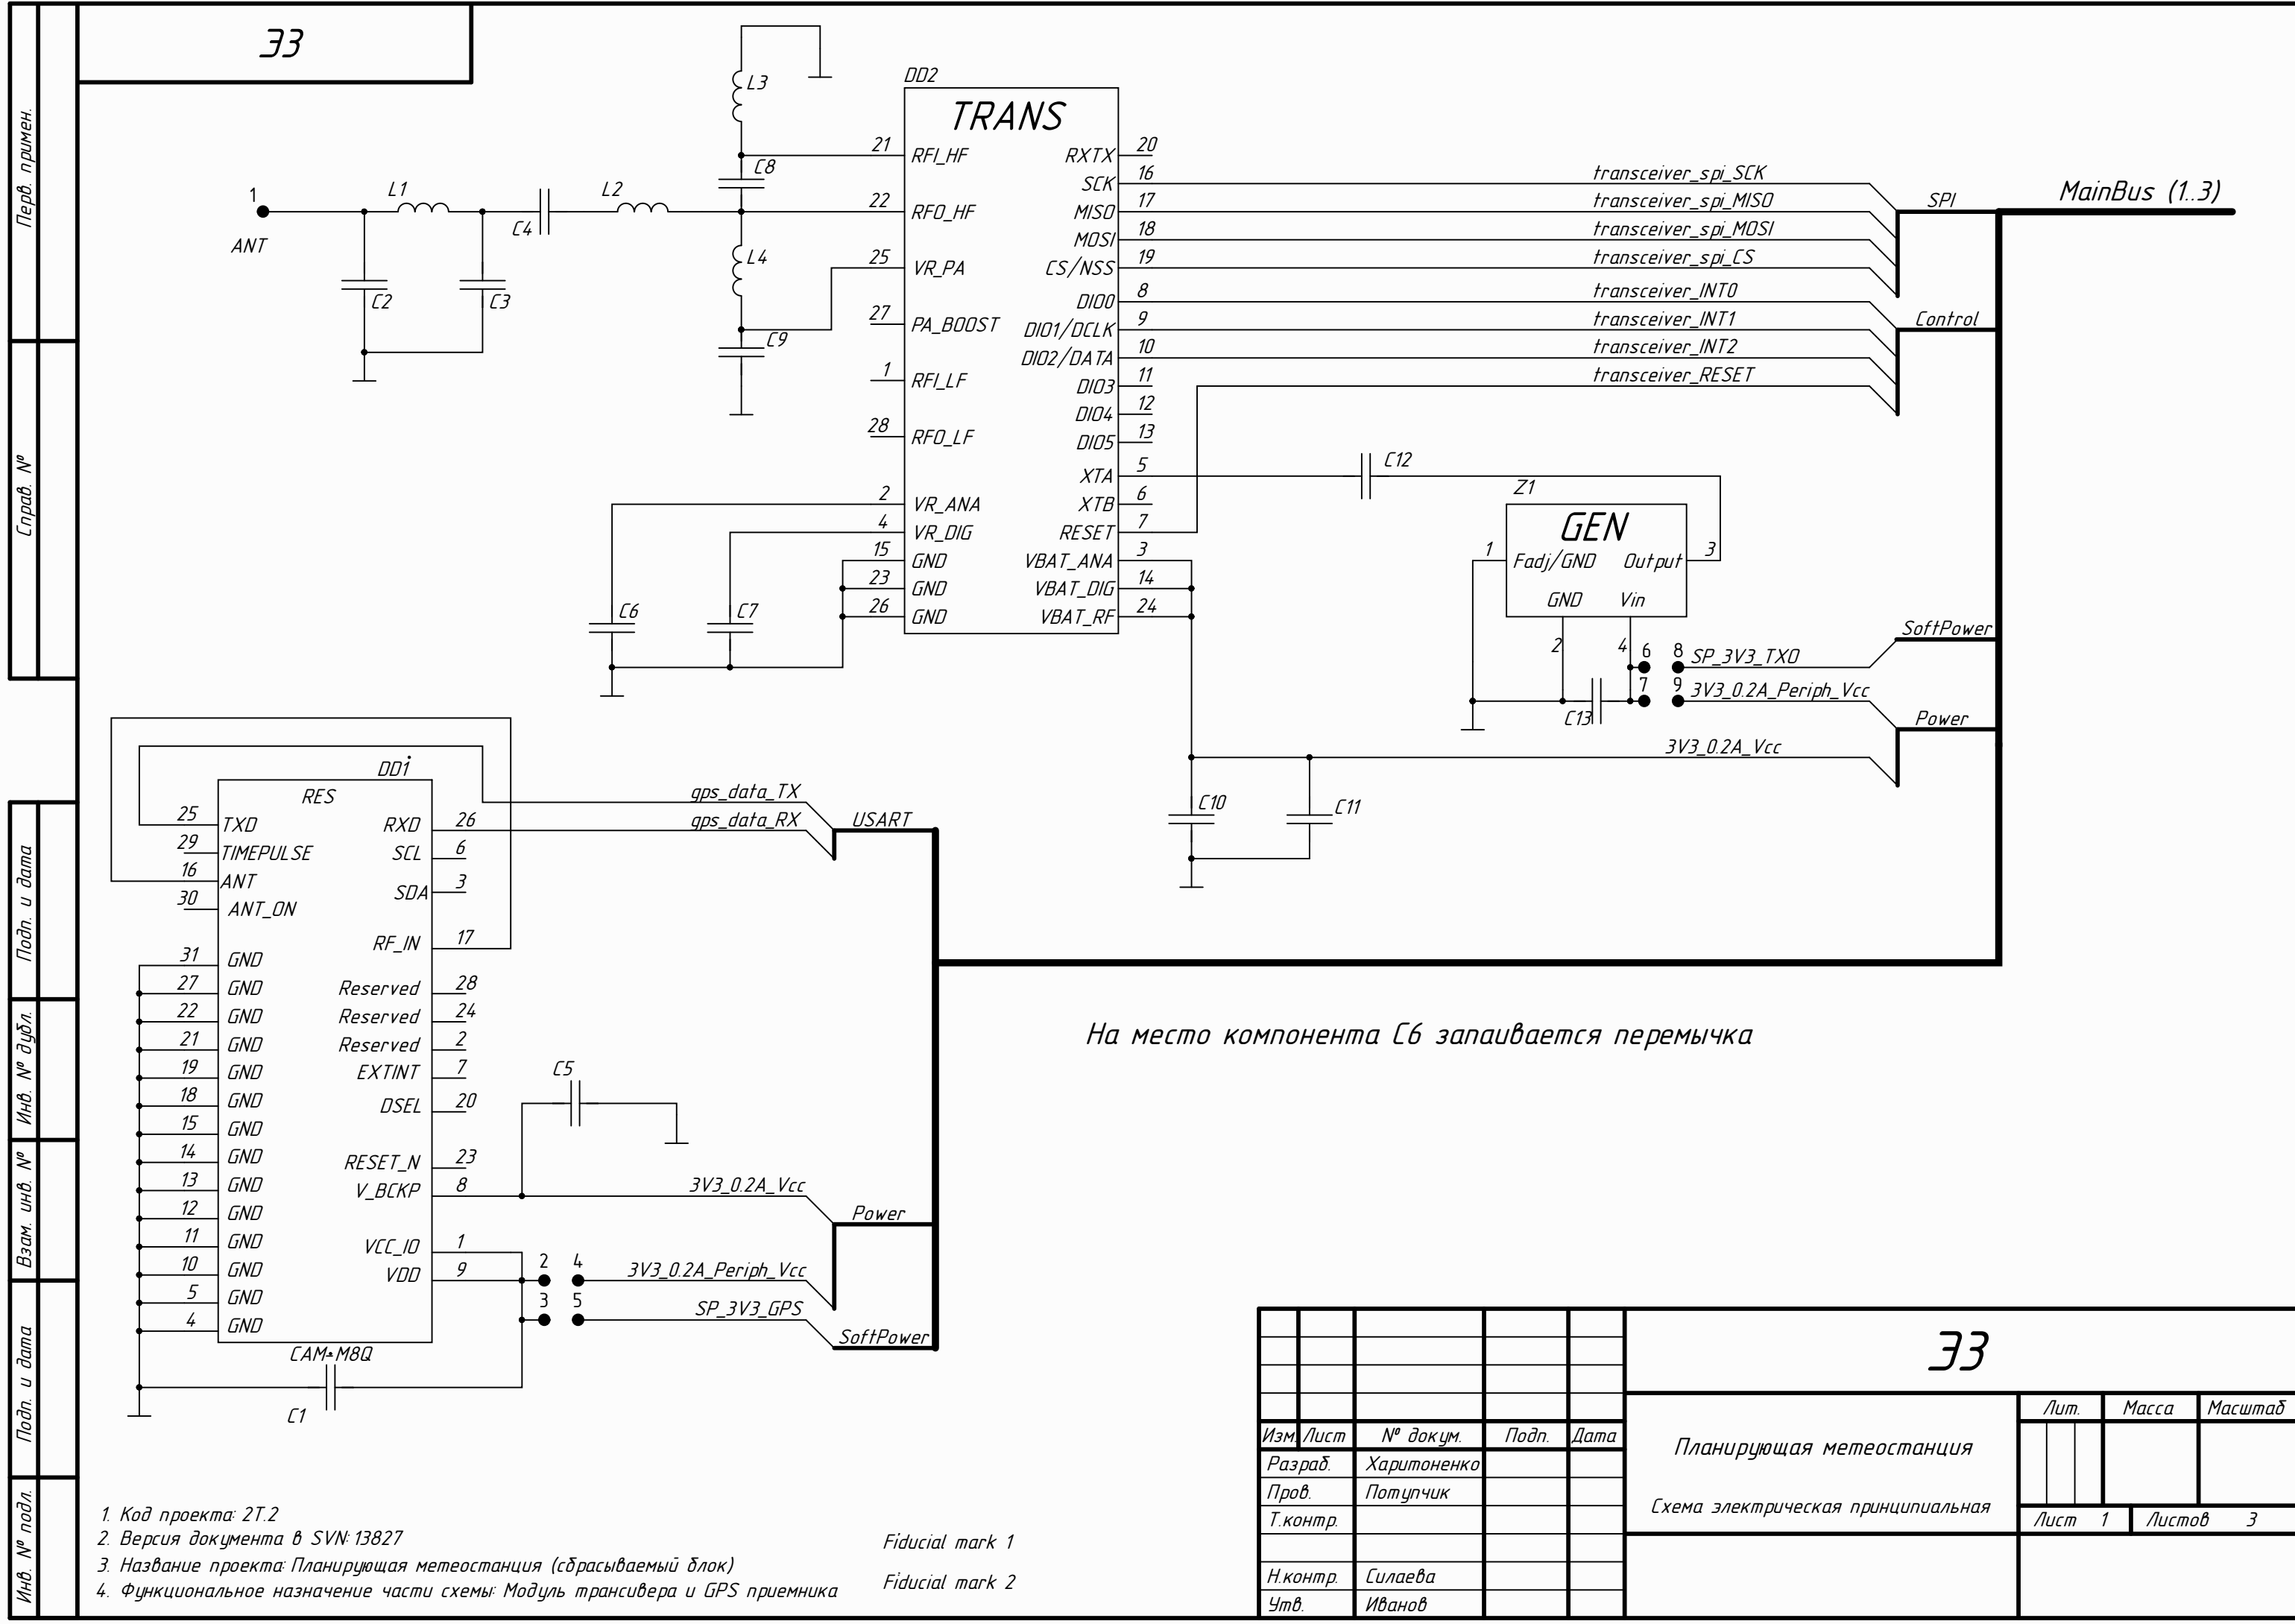 ЭЗ
Перв. примен.
Справ. №
Подп. и дата
Инв. № дубл.
Взам. инв. №
Подп. и дата
Инв. № подл.
1
ANT
L1
C2
C3
C4
L2
L3
C8
L4
C9
DD2
TRANS
21 RFI_HF
22 RFO_HF
25 VR_PA
27 PA_BOOST
1 RFI_LF
28 RFO_LF
2 VR_ANA
4 VR_DIG
15 GND
23 GND
26 GND
RXTX 20
SCK 16
MISO 17
MOSI 18
CS/NSS 19
DIO0 8
DIO1/DCLK 9
DIO2/DATA 10
DIO3 11
DIO4 12
DIO5 13
XTA 5
XTB 6
RESET 7
VBAT_ANA 3
VBAT_DIG 14
VBAT_RF 24
C6
C7
transceiver_spi_SCK
transceiver_spi_MISO
transceiver_spi_MOSI
transceiver_spi_CS
transceiver_INT0
transceiver_INT1
transceiver_INT2
transceiver_RESET
SPI
Control
MainBus (1..3)
C12
Z1
GEN
1 Fadj/GND Output 3
GND Vin
2 4
6 8 SP_3V3_TXO
7 9 3V3_0.2A_Periph_Vcc
C13
SoftPower
Power
3V3_0.2A_Vcc
C10
C11
DD1
RES
25 TXD
29 TIMEPULSE
16 ANT
30 ANT_ON
31 GND
27 GND
22 GND
21 GND
19 GND
18 GND
15 GND
14 GND
13 GND
12 GND
11 GND
10 GND
5 GND
4 GND
RXD 26
SCL 6
SDA 3
RF_IN 17
Reserved 28
Reserved 24
Reserved 2
EXTINT 7
DSEL 20
RESET_N 23
V_BCKP 8
VCC_IO 1
VDD 9
CAM-M8Q
C1
C5
gps_data_TX
gps_data_RX
USART
3V3_0.2A_Vcc
Power
2 4 3V3_0.2A_Periph_Vcc
3 5 SP_3V3_GPS
SoftPower
На место компонента C6 запаивается перемычка
1. Код проекта: 2Т.2
2. Версия документа в SVN: 13827
3. Название проекта: Планирующая метеостанция (сбрасываемый блок)
4. Функциональное назначение части схемы: Модуль трансивера и GPS приемника
Fiducial mark 1
Fiducial mark 2
ЭЗ
Изм. Лист № докум. Подп. Дата
Разраб. Харитоненко
Пров. Потупчик
Т.контр.
Н.контр. Силаева
Утв. Иванов
Планирующая метеостанция
Схема электрическая принципиальная
Лит. Масса Масштаб
Лист 1 Листов 3